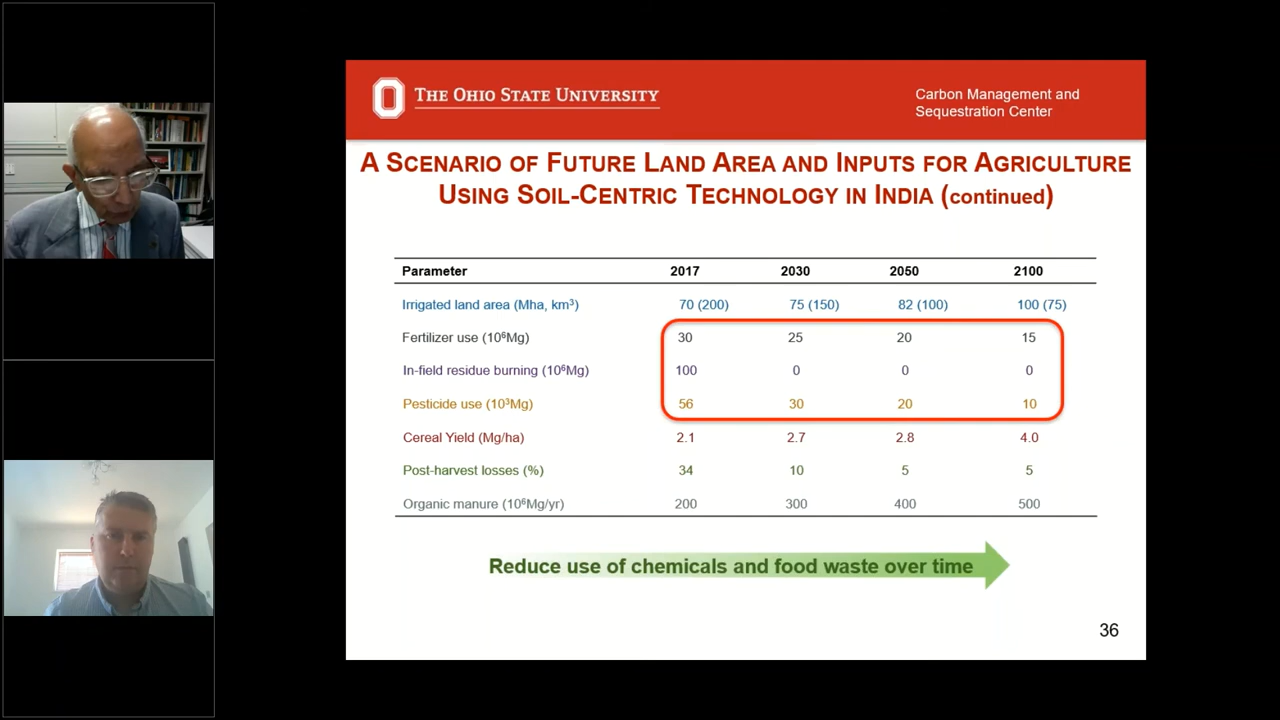 THE OHIO STATE UNIVERSITY
Carbon Management and
Sequestration Center
A SCENARIO OF FUTURE LAND AREA AND INPUTS FOR AGRICULTURE
USING SOIL-CENTRIC TECHNOLOGY IN INDIA (continued)
Parameter 2017 2030 2050 2100
Irrigated land area (Mha, km³) 70 (200) 75 (150) 82 (100) 100 (75)
Fertilizer use (10⁶Mg) 30 25 20 15
In-field residue burning (10⁶Mg) 100 0 0 0
Pesticide use (10³Mg) 56 30 20 10
Cereal Yield (Mg/ha) 2.1 2.7 2.8 4.0
Post-harvest losses (%) 34 10 5 5
Organic manure (10⁶Mg/yr) 200 300 400 500
Reduce use of chemicals and food waste over time
36